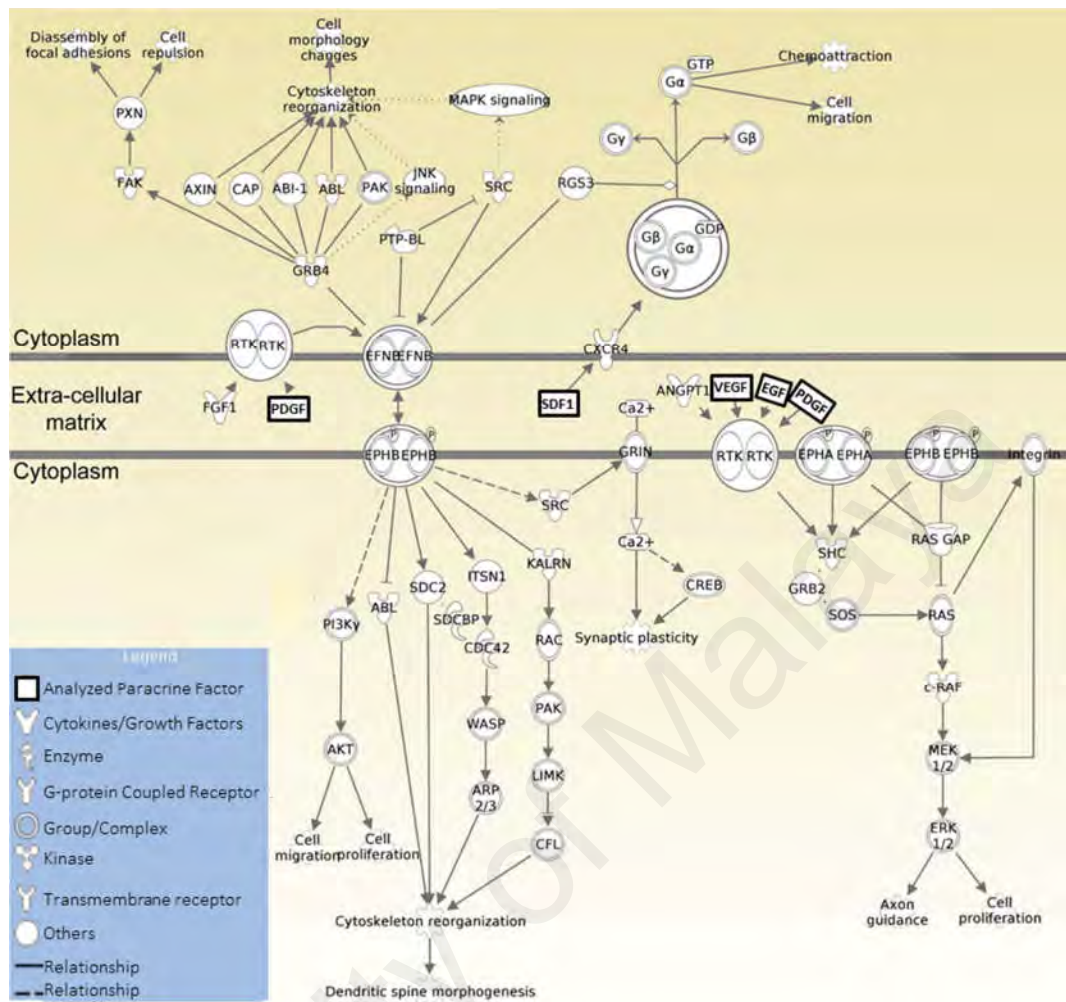 Diassembly of
focal adhesions
Cell
repulsion
Cell
morphology
changes
Cytoskeleton
reorganization
MAPK signaling
GTP
Gα
Chemoattraction
Cell
migration
PXN
Gγ
Gβ
FAK
AXIN
CAP
ABI-1
ABL
PAK
JNK
signaling
SRC
RGS3
PTP-BL
GRB4
Gβ
GDP
Gα
Gγ
Cytoplasm
RTK RTK
EFNB EFNB
CXCR4
Extra-cellular
matrix
FGF1
PDGF
SDF1
Ca2+
ANGPT1
VEGF
EGF
PDGF
Cytoplasm
P P
EPHB EPHB
GRIN
RTK RTK
P P
EPHA EPHA
P P
EPHB EPHB
Integrin
SRC
Ca2+
SHC
RAS GAP
KALRN
ITSN1
SDC2
ABL
PI3Kγ
SDCBP
CDC42
CREB
GRB2
SOS
RAS
RAC
Synaptic plasticity
c-RAF
PAK
WASP
AKT
LIMK
MEK
1/2
ARP
2/3
CFL
ERK
1/2
Cell
migration
Cell
proliferation
Axon
guidance
Cell
proliferation
Cytoskeleton reorganization
Dendritic spine morphogenesis
Legend
Analyzed Paracrine Factor
Cytokines/Growth Factors
Enzyme
G-protein Coupled Receptor
Group/Complex
Kinase
Transmembrane receptor
Others
Relationship
Relationship
of Malaya